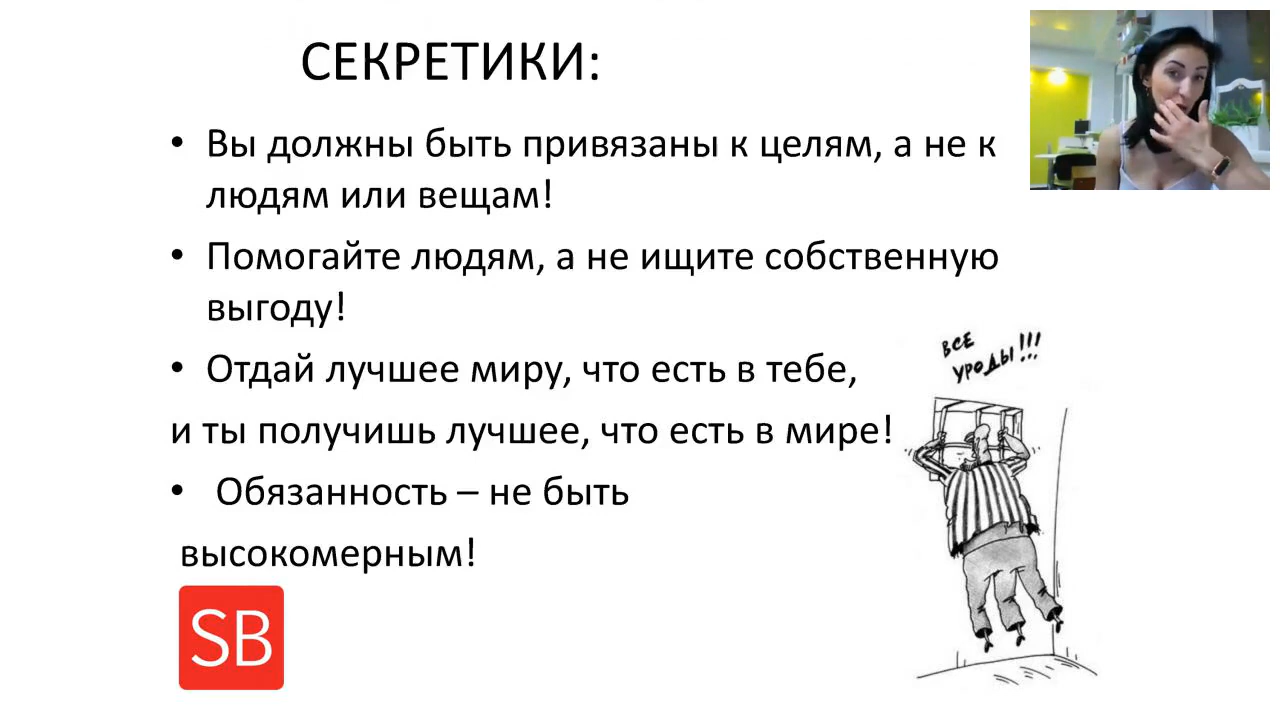 СЕКРЕТИКИ:
• Вы должны быть привязаны к целям, а не к
людям или вещам!
• Помогайте людям, а не ищите собственную
выгоду!
• Отдай лучшее миру, что есть в тебе,
и ты получишь лучшее, что есть в мире!
• Обязанность – не быть
высокомерным!
ВСЕ
УРОДЫ!!!
SB